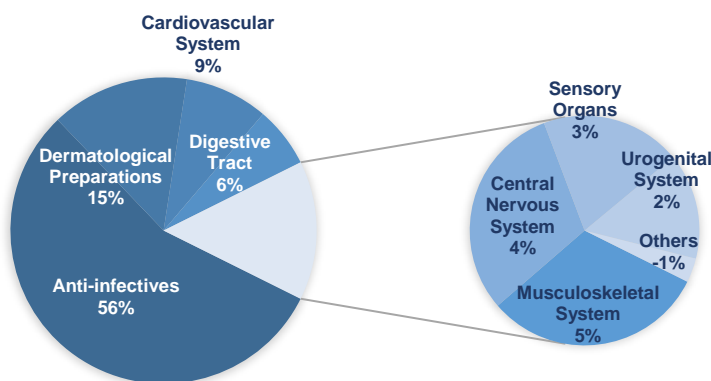 Cardiovascular
System
9%
Digestive
Tract
6%
Dermatological
Preparations
15%
Anti-infectives
56%
Sensory
Organs
3%
Urogenital
System
2%
Central
Nervous
System
4%
Others
-1%
Musculoskeletal
System
5%